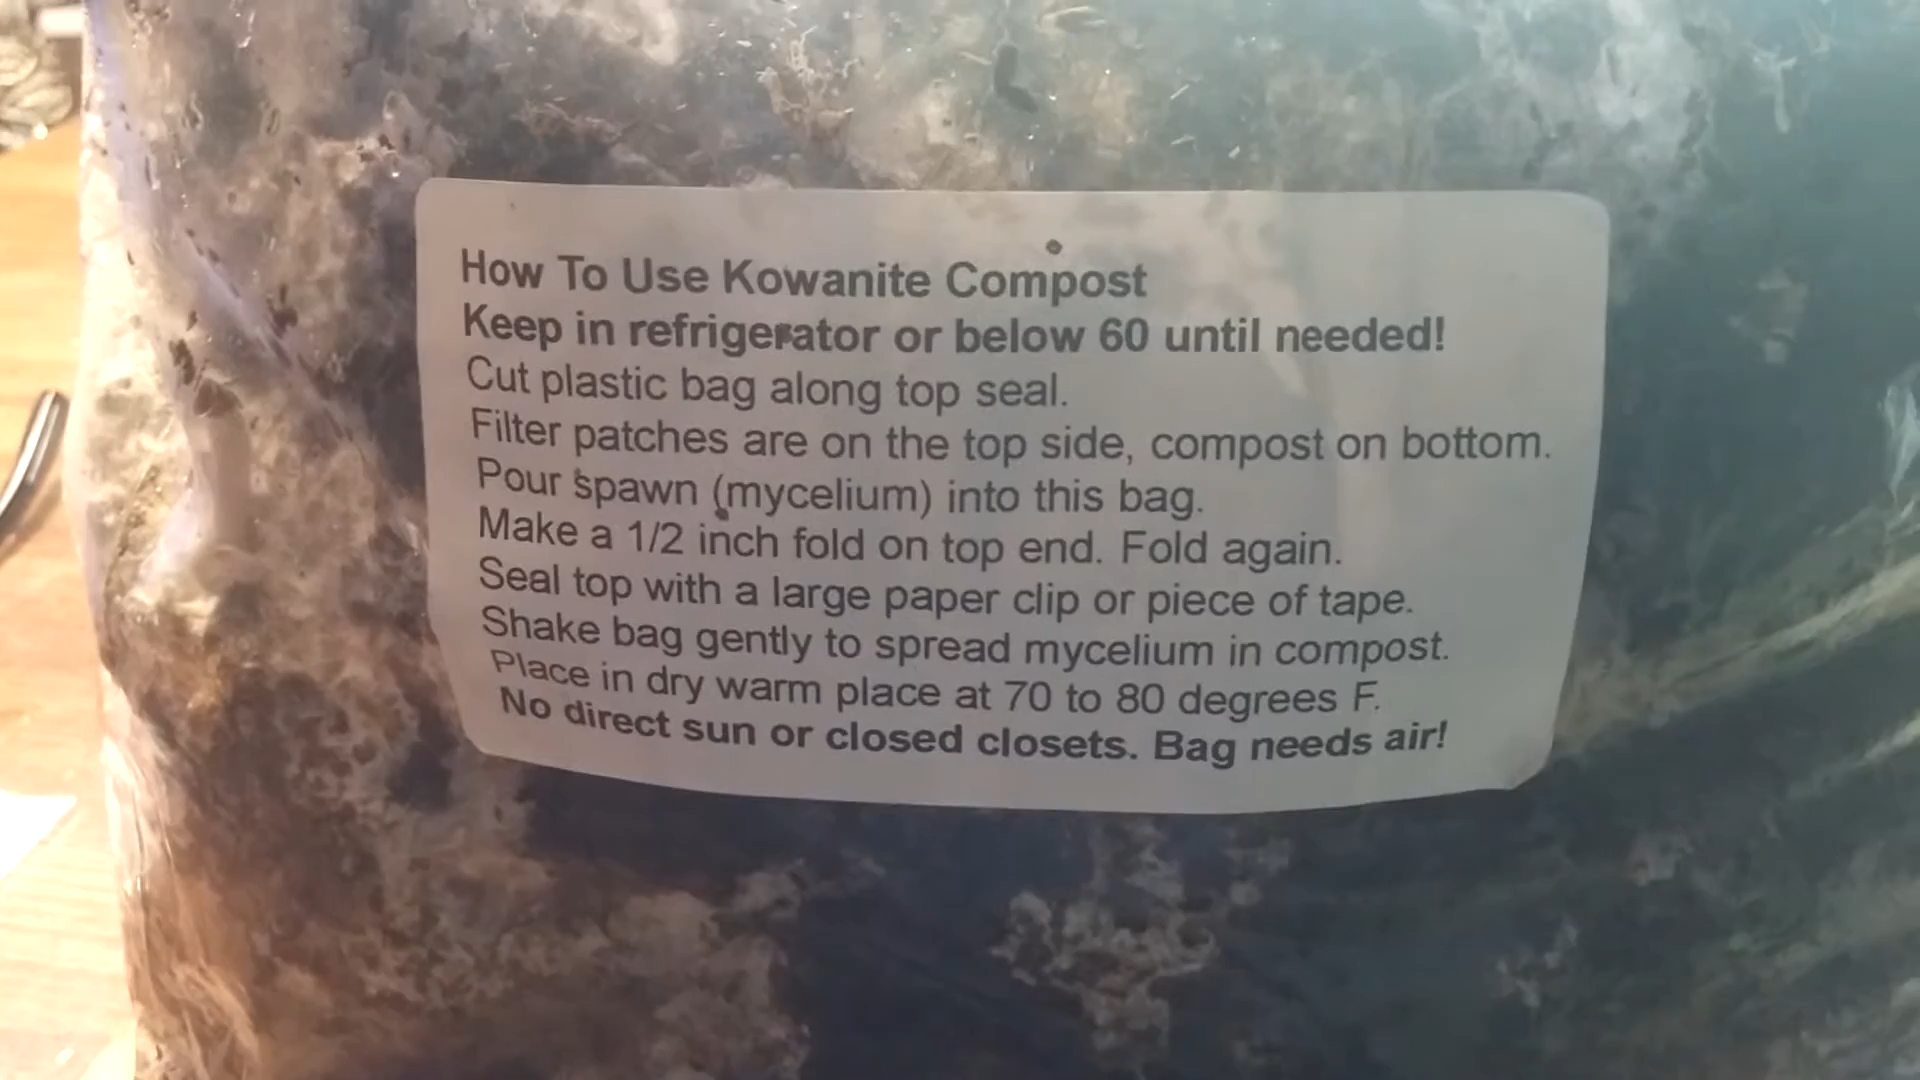 How To Use Kowanite Compost
Keep in refrigerator or below 60 until needed!
Cut plastic bag along top seal.
Filter patches are on the top side, compost on bottom.
Pour spawn (mycelium) into this bag.
Make a 1/2 inch fold on top end. Fold again.
Seal top with a large paper clip or piece of tape.
Shake bag gently to spread mycelium in compost.
Place in dry warm place at 70 to 80 degrees F.
No direct sun or closed closets. Bag needs air!